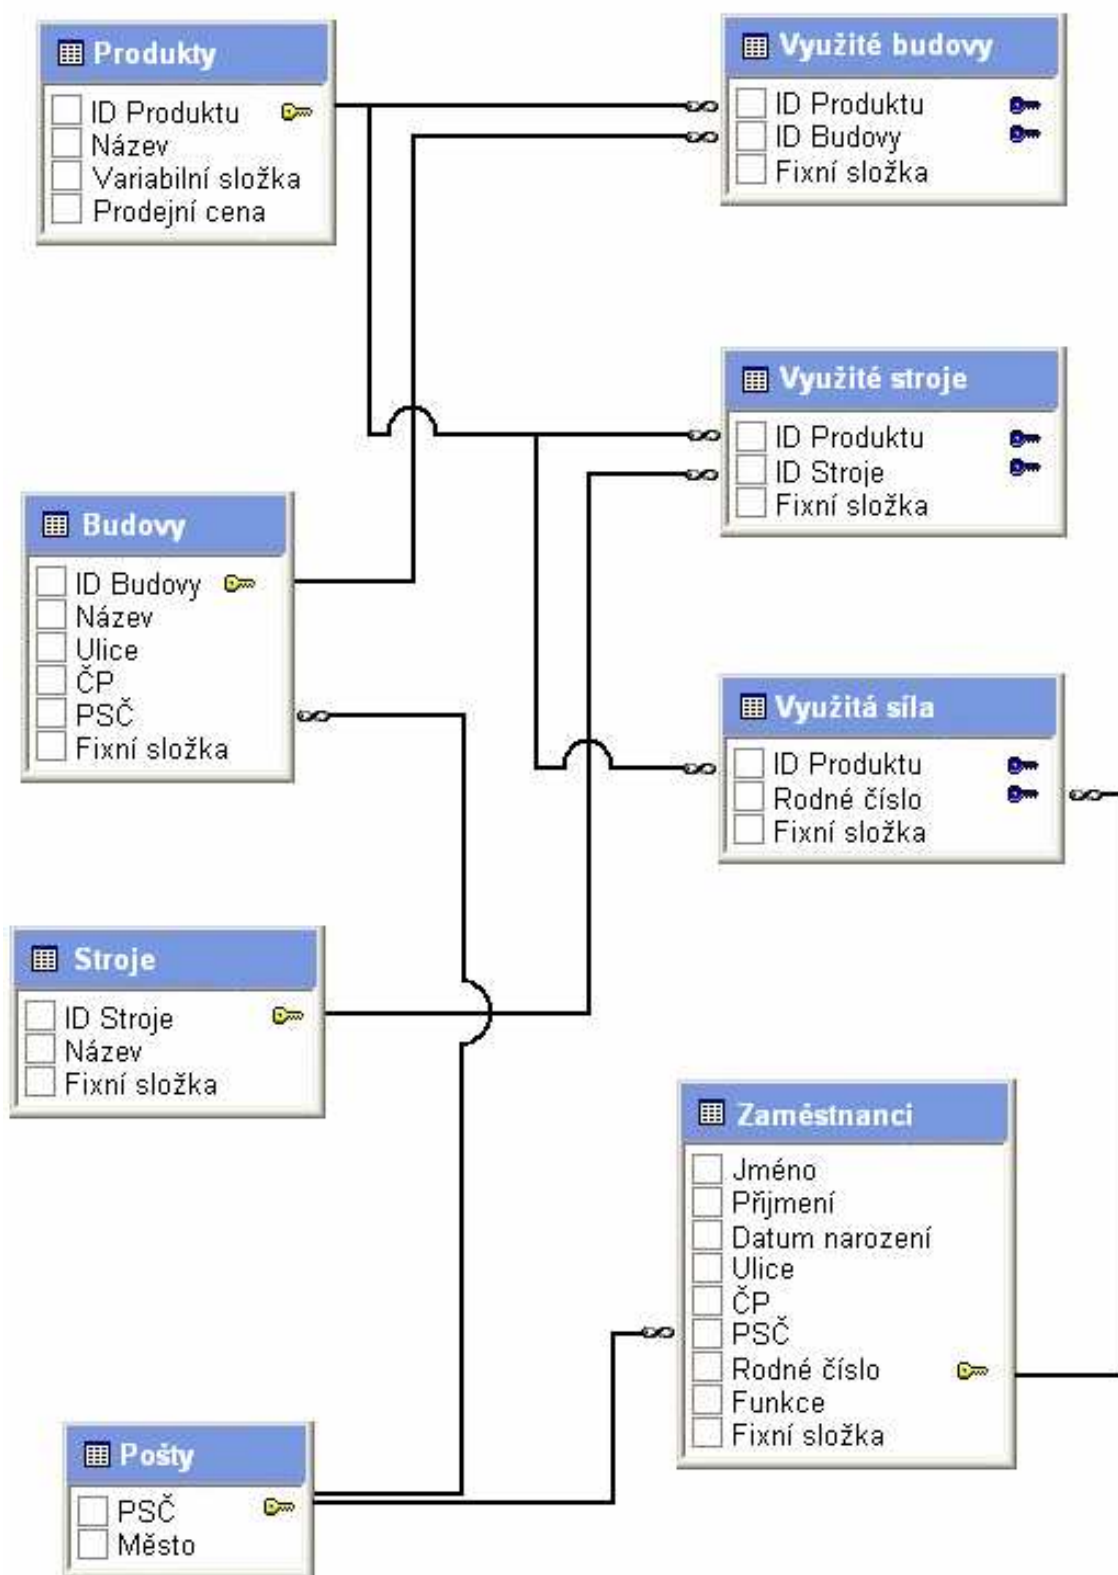 Produkty
ID Produktu
Název
Variabilní složka
Prodejní cena
Využité budovy
ID Produktu
ID Budovy
Fixní složka
Využité stroje
ID Produktu
ID Stroje
Fixní složka
Budovy
ID Budovy
Název
Ulice
ČP
PSČ
Fixní složka
Využitá síla
ID Produktu
Rodné číslo
Fixní složka
Stroje
ID Stroje
Název
Fixní složka
Zaméstnanci
Jméno
Přijmení
Datum narození
Ulice
ČP
PSČ
Rodné číslo
Funkce
Fixní složka
Pošty
PSČ
Město